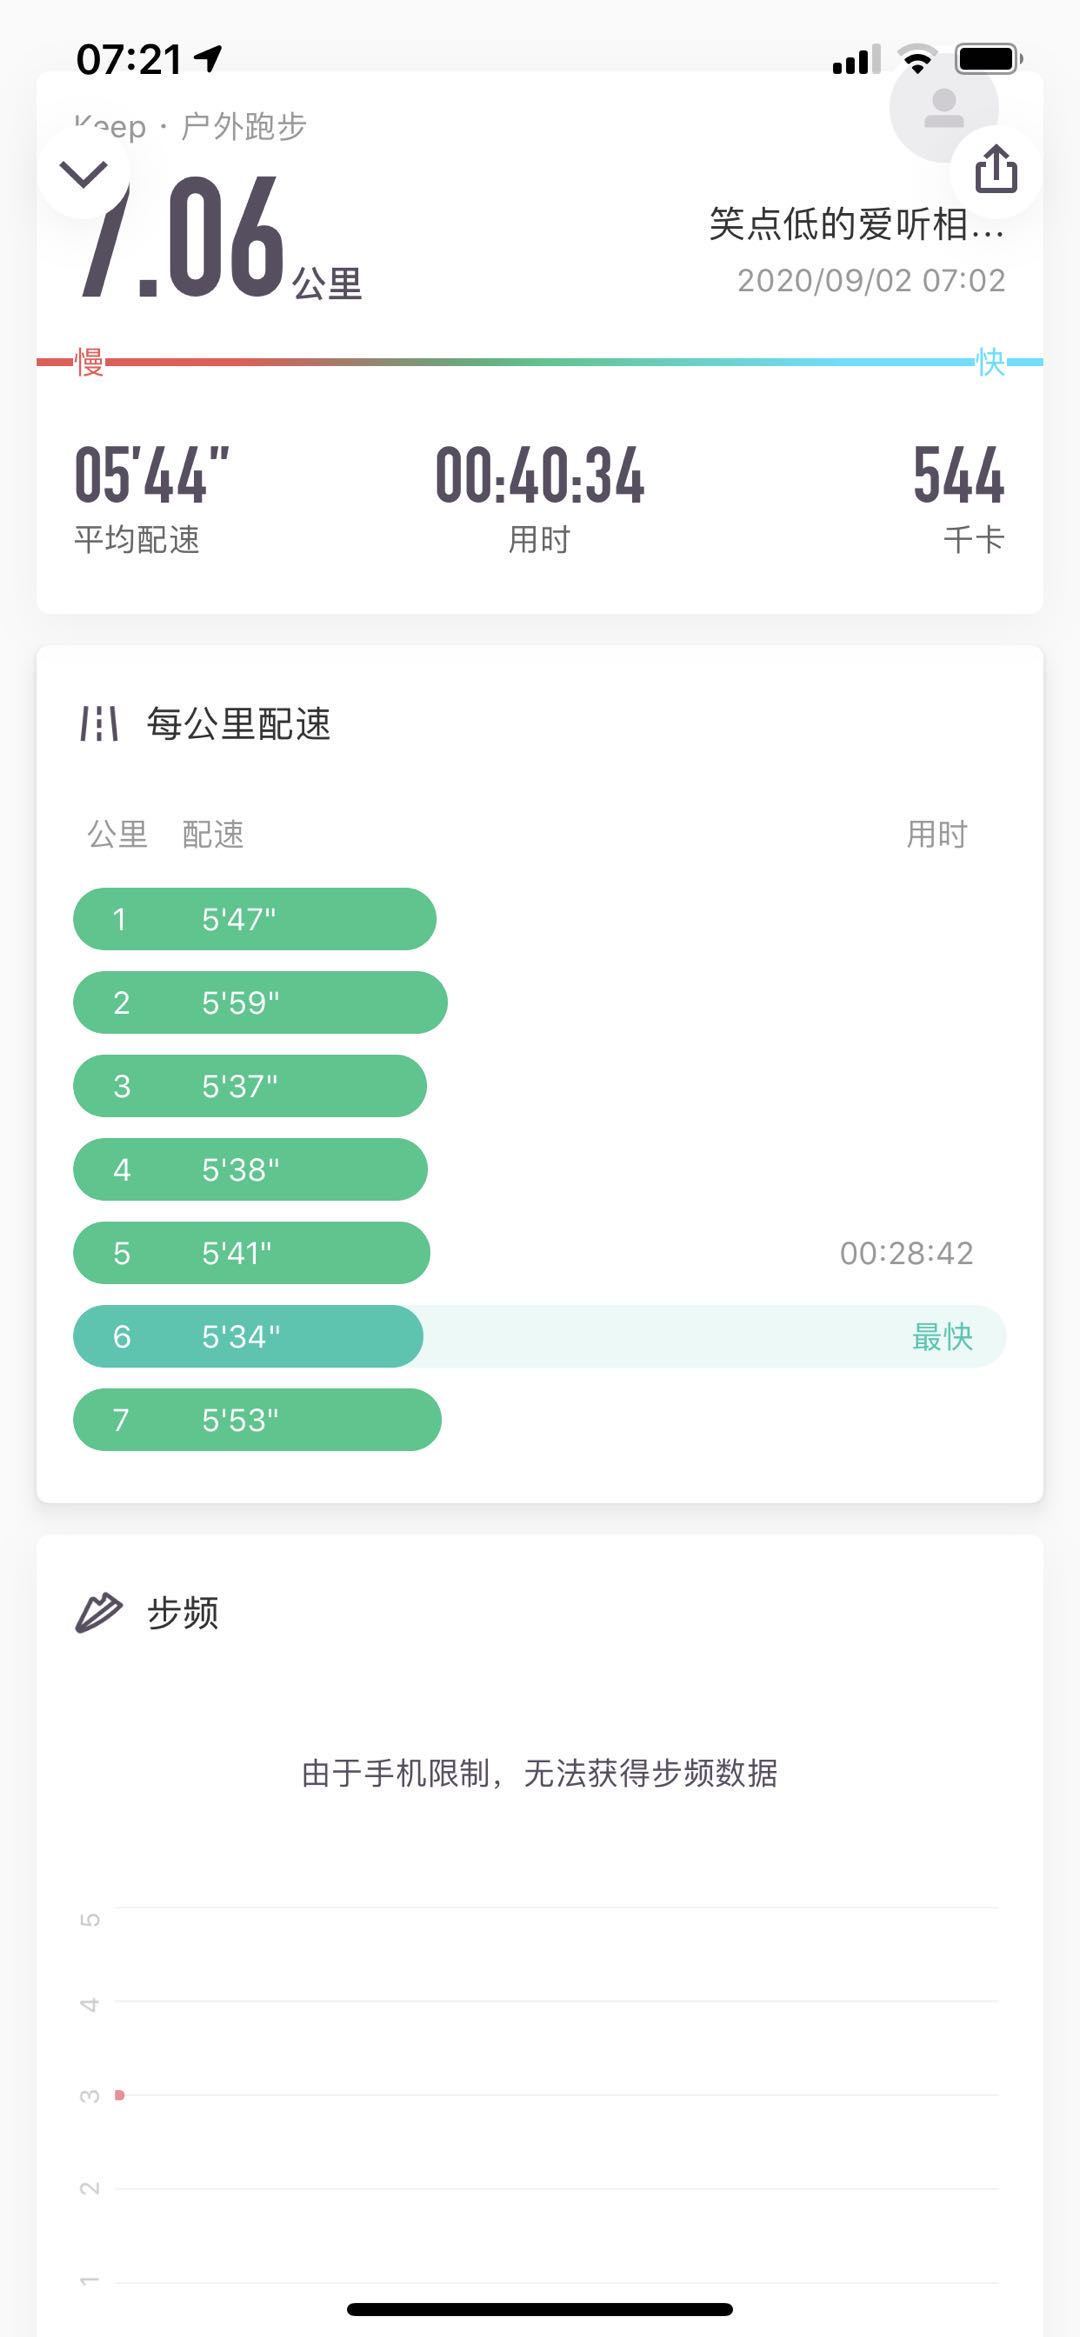 07:21
Keep · 户外跑步
7.06公里
笑点低的爱听相...
2020/09/02 07:02
慢
快
05'44" 00:40:34 544
平均配速 用时 千卡
每公里配速
公里 配速 用时
1 5'47"
2 5'59"
3 5'37"
4 5'38"
5 5'41" 00:28:42
6 5'34" 最快
7 5'53"
步频
由于手机限制，无法获得步频数据
5
4
3
2
1